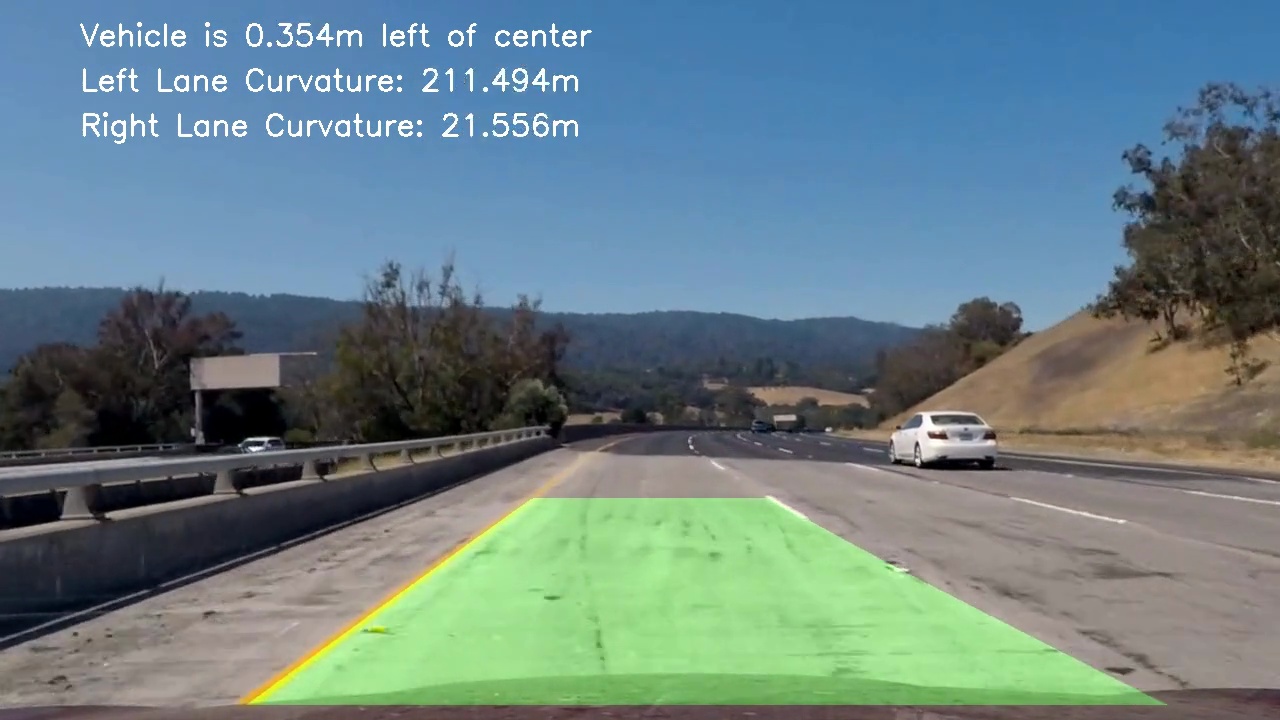 Vehicle is 0.354m left of center
Left Lane Curvature: 211.494m
Right Lane Curvature: 21.556m